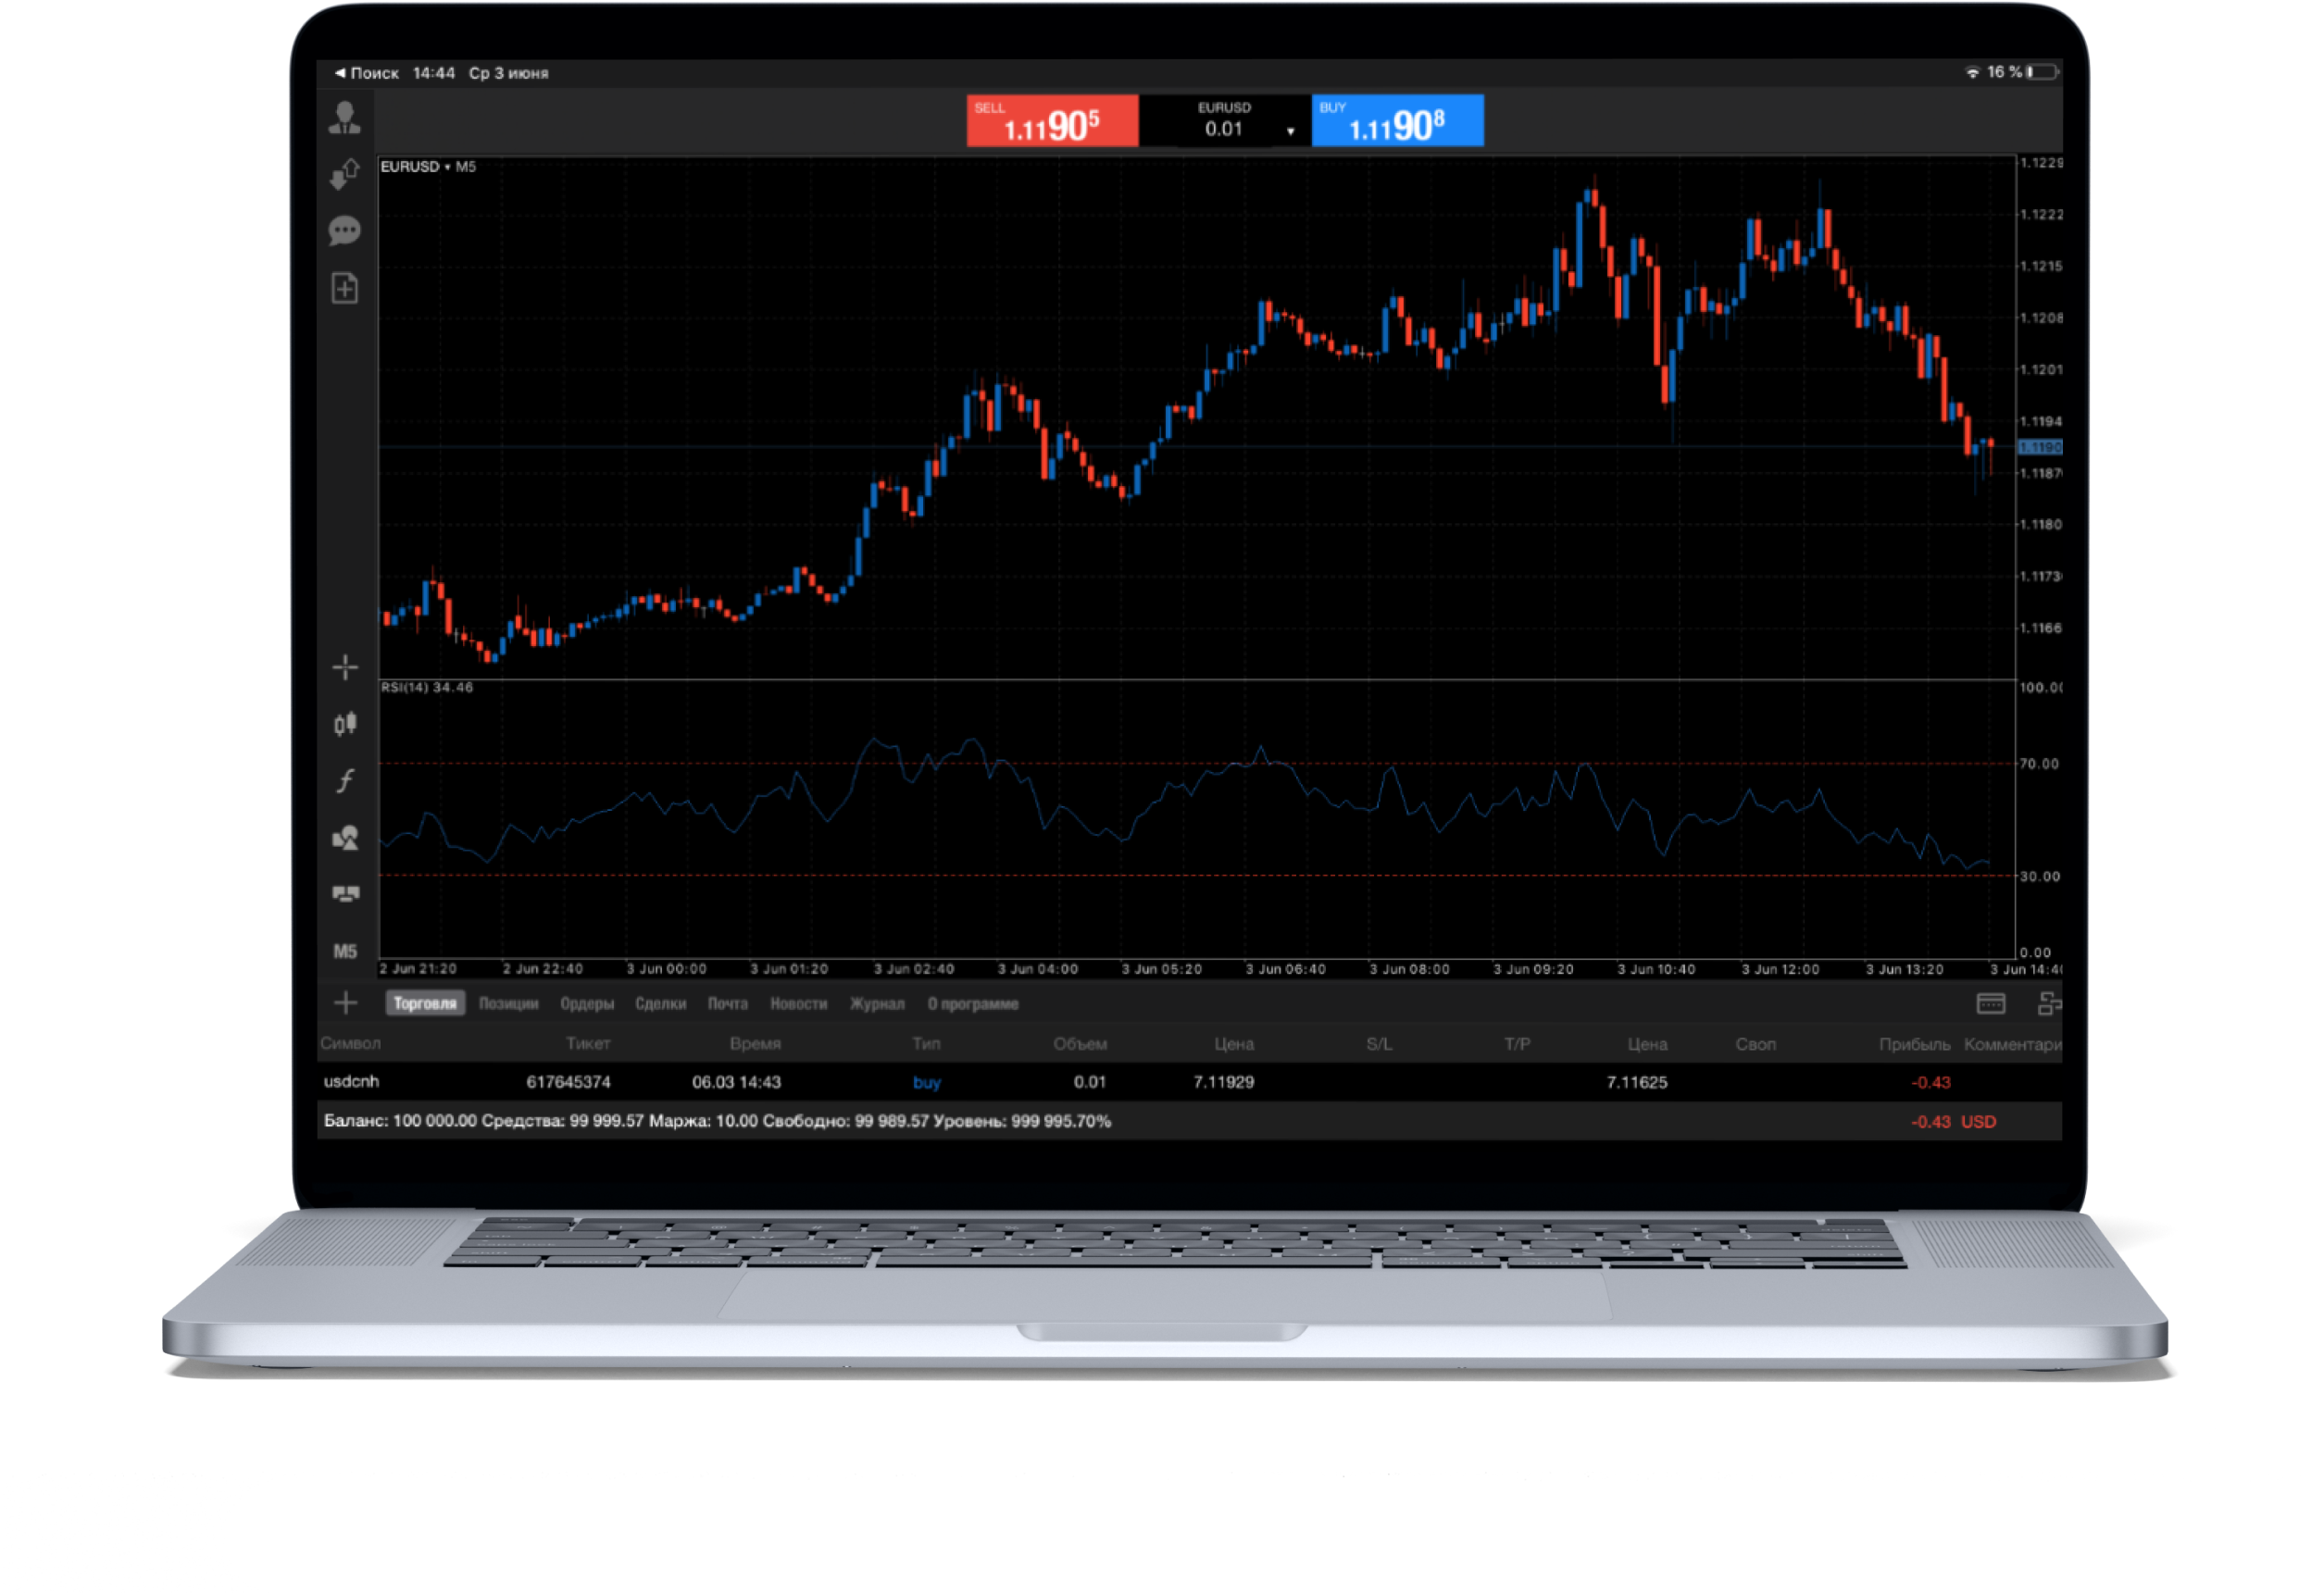 ◀ Поиск 14:44 Ср 3 июня 16 %
SELL 1.11905
EURUSD 0.01 ▼
BUY 1.11908
EURUSD ▾ M5
1.1229
1.1222
1.1215
1.1208
1.1201
1.1194
1.1190
1.1187
1.1180
1.1173
1.1166
RSI(14) 34.46
100.00
70.00
30.00
0.00
M5
2 Jun 21:20 2 Jun 22:40 3 Jun 00:00 3 Jun 01:20 3 Jun 02:40 3 Jun 04:00 3 Jun 05:20 3 Jun 06:40 3 Jun 08:00 3 Jun 09:20 3 Jun 10:40 3 Jun 12:00 3 Jun 13:20 3 Jun 14:40
Торговля Позиции Ордеры Сделки Почта Новости Журнал О программе
Символ Тикет Время Тип Объем Цена S/L T/P Цена Своп Прибыль Комментари
usdcnh 617645374 06.03 14:43 buy 0.01 7.11929 7.11625 -0.43
Баланс: 100 000.00 Средства: 99 999.57 Маржа: 10.00 Свободно: 99 989.57 Уровень: 999 995.70% -0.43 USD